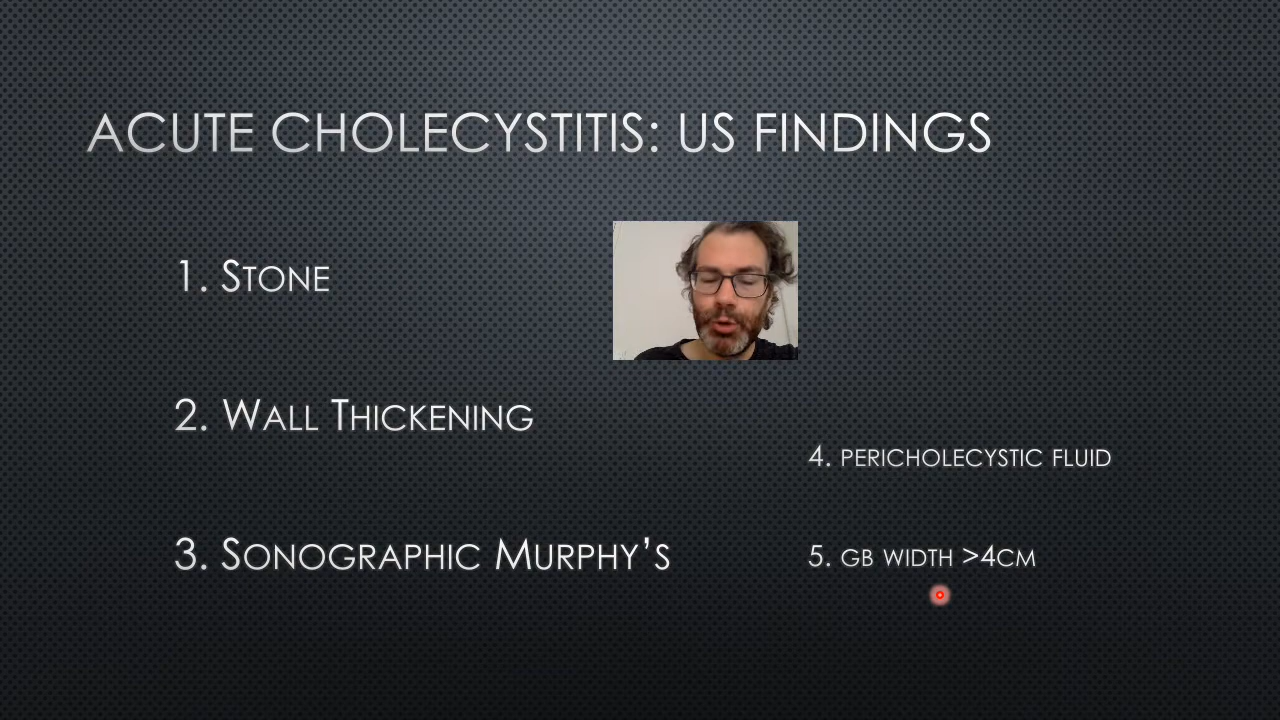 ACUTE CHOLECYSTITIS: US FINDINGS
1. STONE
2. WALL THICKENING
3. SONOGRAPHIC MURPHY’S
4. PERICHOLECYSTIC FLUID
5. GB WIDTH >4CM